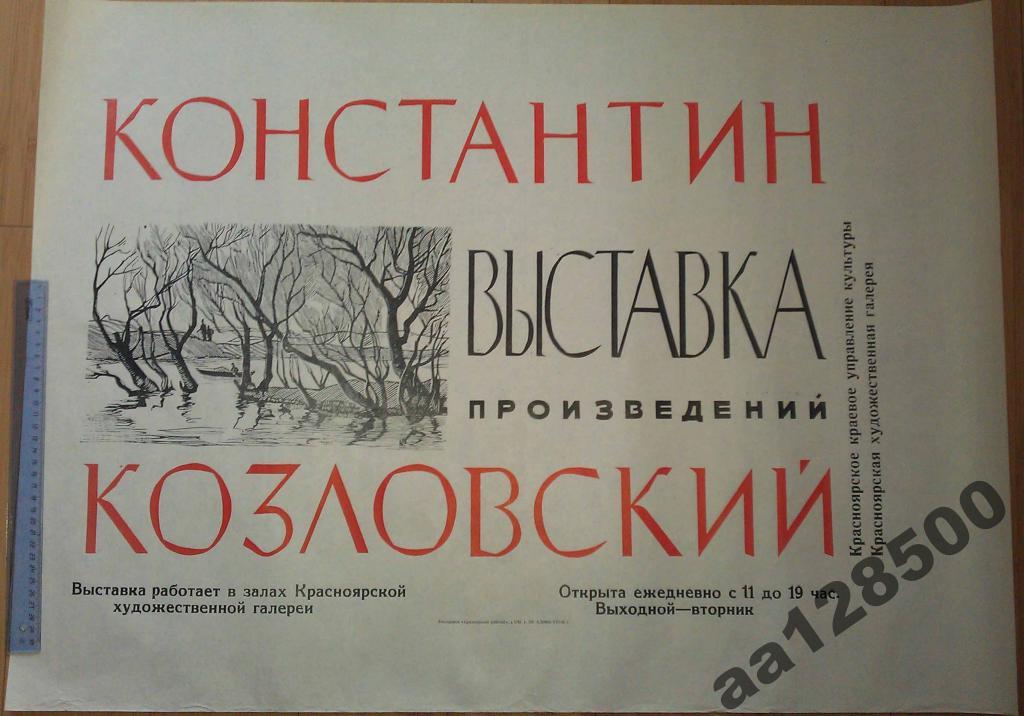 КОНСТАНТИН
ВЫСТАВКА
ПРОИЗВЕДЕНИЙ
КОЗЛОВСКИЙ
Красноярское краевое управление культуры
Красноярская художественная галерея
Выставка работает в залах Красноярской
художественной галереи
Открыта ежедневно с 11 до 19 час.
Выходной—вторник
aa128500